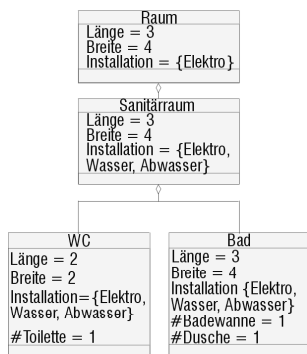 Raum
Länge = 3
Breite = 4
Installation = {Elektro}
Sanitärraum
Länge = 3
Breite = 4
Installation = {Elektro,
Wasser, Abwasser}
WC
Länge = 2
Breite = 2
Installation={Elektro,
Wasser, Abwasser}
#Toilette = 1
Bad
Länge = 3
Breite = 4
Installation {Elektro,
Wasser, Abwasser}
#Badewanne = 1
#Dusche = 1